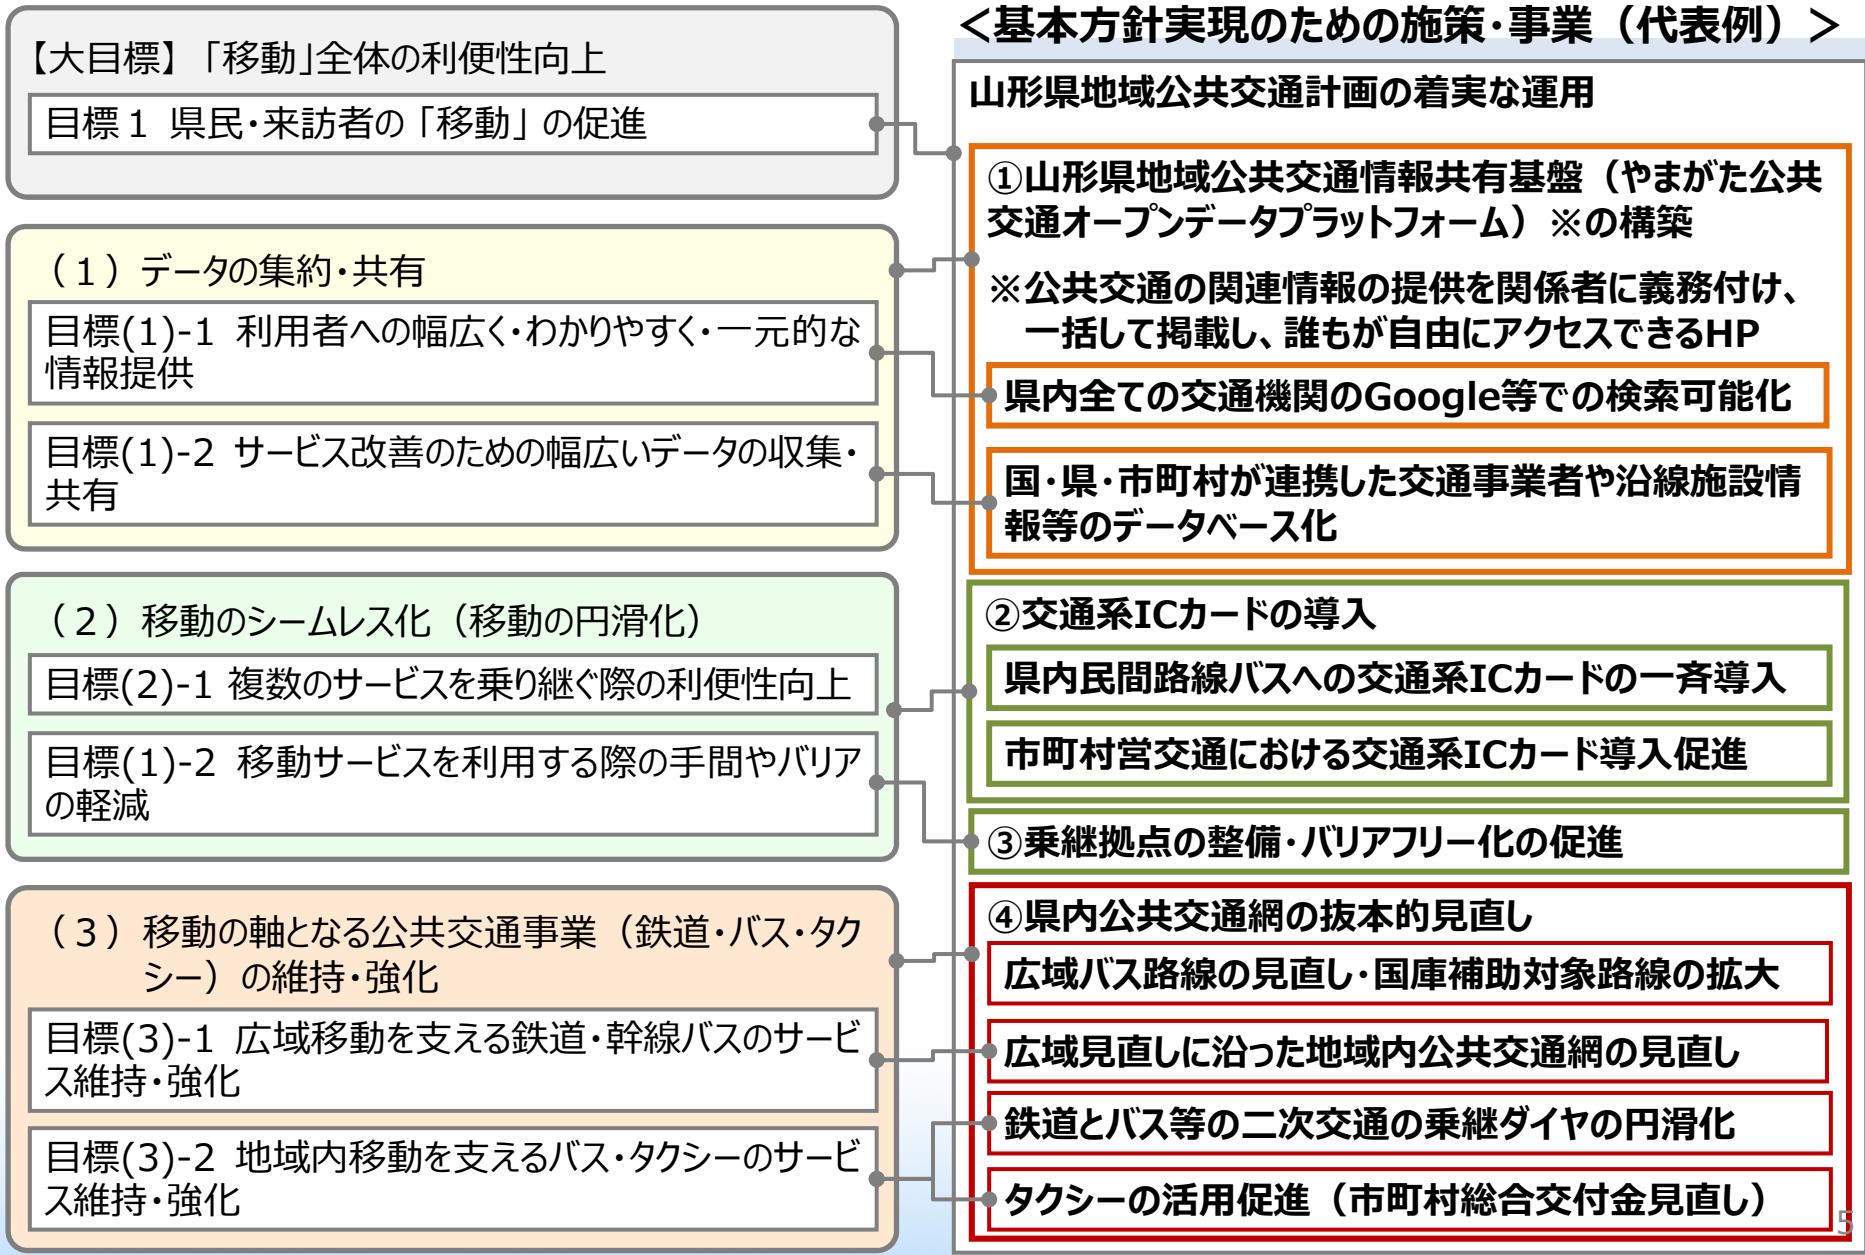 【大目標】「移動」全体の利便性向上
目標１ 県民・来訪者の「移動」の促進
（１）データの集約・共有
目標(1)-1 利用者への幅広く・わかりやすく・一元的な
情報提供
目標(1)-2 サービス改善のための幅広いデータの収集・
共有
（２）移動のシームレス化（移動の円滑化）
目標(2)-1 複数のサービスを乗り継ぐ際の利便性向上
目標(1)-2 移動サービスを利用する際の手間やバリア
の軽減
（３）移動の軸となる公共交通事業（鉄道・バス・タク
シー）の維持・強化
目標(3)-1 広域移動を支える鉄道・幹線バスのサービ
ス維持・強化
目標(3)-2 地域内移動を支えるバス・タクシーのサービ
ス維持・強化
＜基本方針実現のための施策・事業（代表例）＞
山形県地域公共交通計画の着実な運用
①山形県地域公共交通情報共有基盤（やまがた公共
交通オープンデータプラットフォーム）※の構築
※公共交通の関連情報の提供を関係者に義務付け、
一括して掲載し、誰もが自由にアクセスできるHP
県内全ての交通機関のGoogle等での検索可能化
国・県・市町村が連携した交通事業者や沿線施設情
報等のデータベース化
②交通系ICカードの導入
県内民間路線バスへの交通系ICカードの一斉導入
市町村営交通における交通系ICカード導入促進
③乗継拠点の整備・バリアフリー化の促進
④県内公共交通網の抜本的見直し
広域バス路線の見直し・国庫補助対象路線の拡大
広域見直しに沿った地域内公共交通網の見直し
鉄道とバス等の二次交通の乗継ダイヤの円滑化
タクシーの活用促進（市町村総合交付金見直し）
5